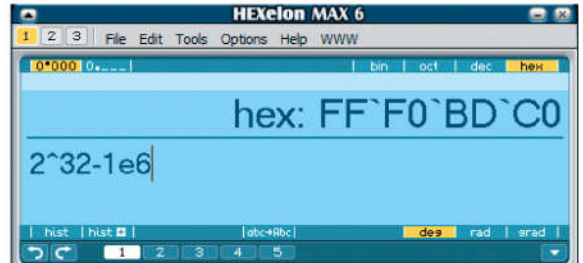 HEXelon MAX 6
1 2 3 File Edit Tools Options Help WWW
0°000 0.___ | | bin | oct | dec | hex
hex: FF`F0`BD`C0
2^32-1e6
| hist | hist + | |abc→Abc| deg | rad | grad |
1 2 3 4 5